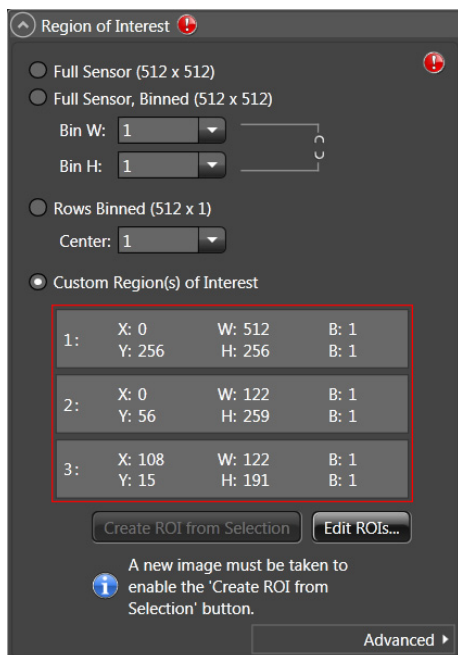 Region of Interest
Full Sensor (512 x 512)
Full Sensor, Binned (512 x 512)
Bin W: 1
Bin H: 1
Rows Binned (512 x 1)
Center: 1
Custom Region(s) of Interest
1: X: 0 W: 512 B: 1
Y: 256 H: 256 B: 1
2: X: 0 W: 122 B: 1
Y: 56 H: 259 B: 1
3: X: 108 W: 122 B: 1
Y: 15 H: 191 B: 1
Create ROI from Selection Edit ROIs...
A new image must be taken to
enable the 'Create ROI from
Selection' button.
Advanced